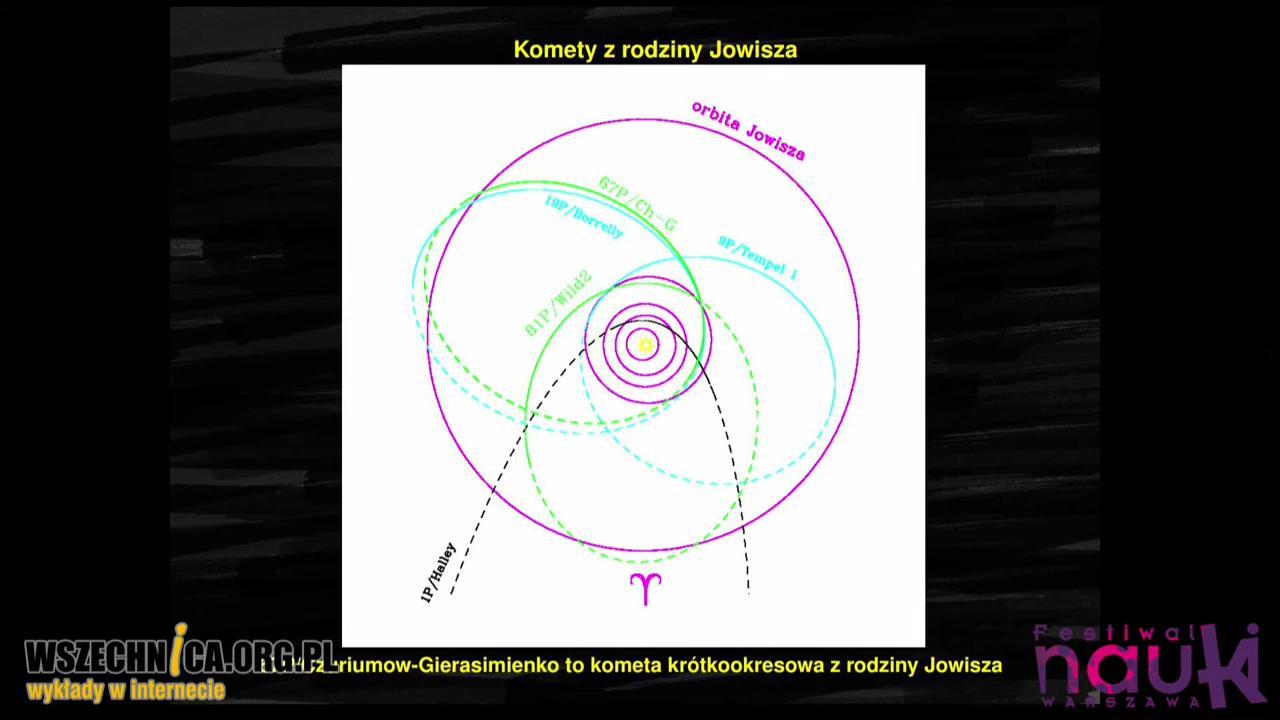 Komety z rodziny Jowisza
orbita Jowisza
67P/Ch-G
19P/Borrelly
9P/Tempel 1
81P/Wild2
1P/Halley
♈
WSZECHNICA.ORG.PL
wykłady w internecie
riumow-Gierasimienko to kometa krótkookresowa z rodziny Jowisza
Festiwal
nauki
WARSZAWA